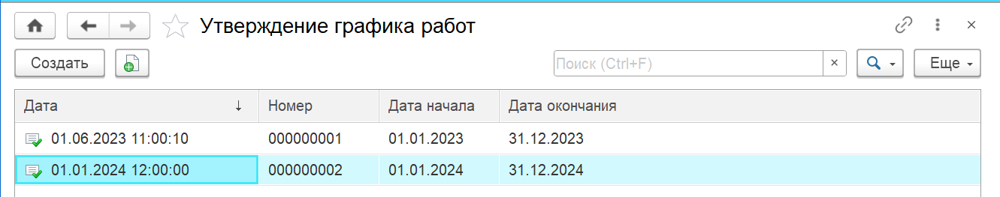 Утверждение графика работ
Создать Поиск (Ctrl+F) × Еще
Дата ↓ Номер Дата начала Дата окончания
01.06.2023 11:00:10 000000001 01.01.2023 31.12.2023
01.01.2024 12:00:00 000000002 01.01.2024 31.12.2024